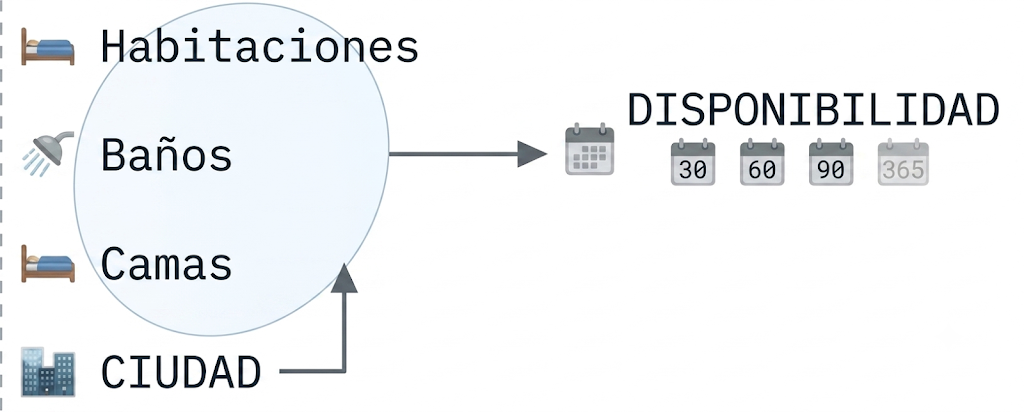 Habitaciones
DISPONIBILIDAD
Baños
30 60 90 365
Camas
CIUDAD